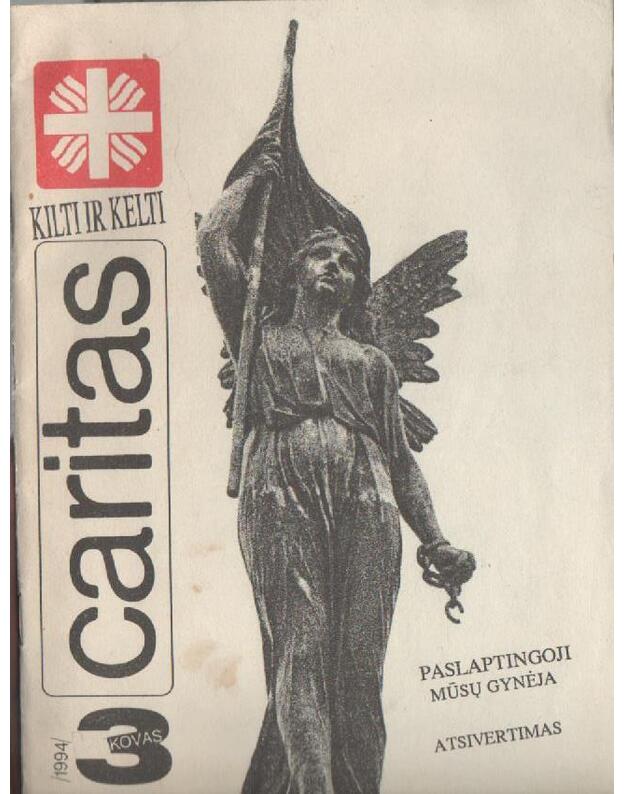 KILTI IR KELTI
caritas
/1994/
3
KOVAS
PASLAPTINGOJI
MŪSŲ GYNĖJA
ATSIVERTIMAS